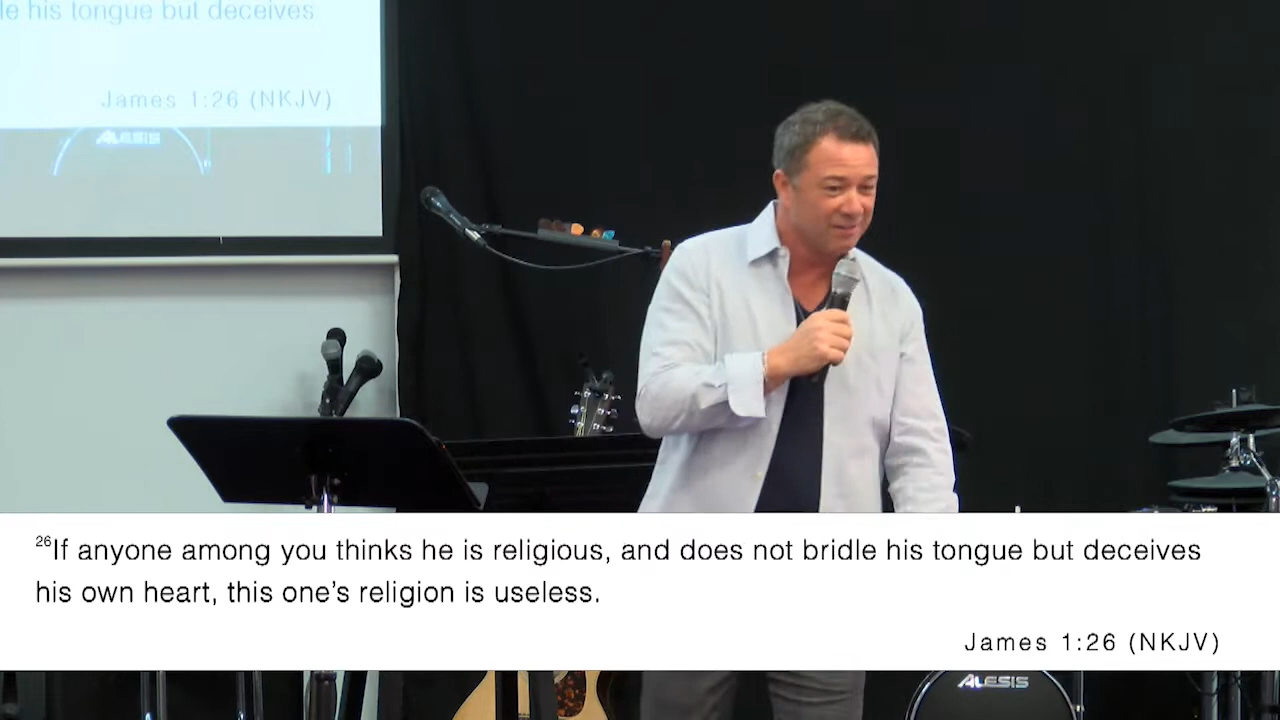 le his tongue but deceives
James 1:26 (NKJV)
ALESIS
26If anyone among you thinks he is religious, and does not bridle his tongue but deceives
his own heart, this one’s religion is useless.
James 1:26 (NKJV)
ALESIS